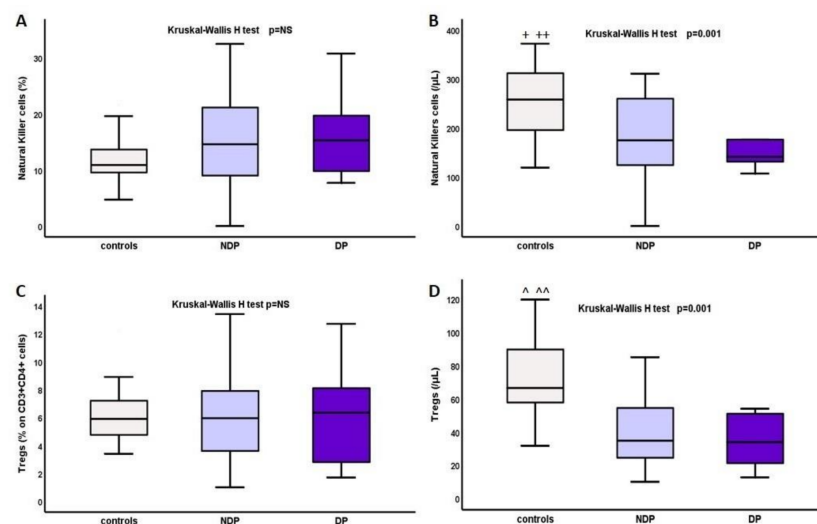 A
Kruskal-Wallis H test p=NS
Natural Killer cells (%)
30
20
10
0
controls NDP DP
B
+ ++
Kruskal-Wallis H test p=0.001
Natural Killers cells (/µL)
400
300
200
100
0
controls NDP DP
C
Kruskal-Wallis H test p=NS
Tregs (% on CD3+CD4+ cells)
14
12
10
8
6
4
2
0
controls NDP DP
D
^ ^^
Kruskal-Wallis H test p=0.001
Tregs (/µL)
120
100
80
60
40
20
0
controls NDP DP